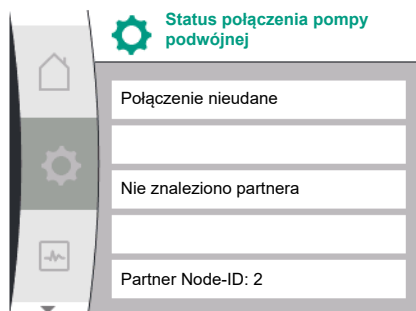 Status połączenia pompy
podwójnej
Połączenie nieudane
Nie znaleziono partnera
Partner Node-ID: 2